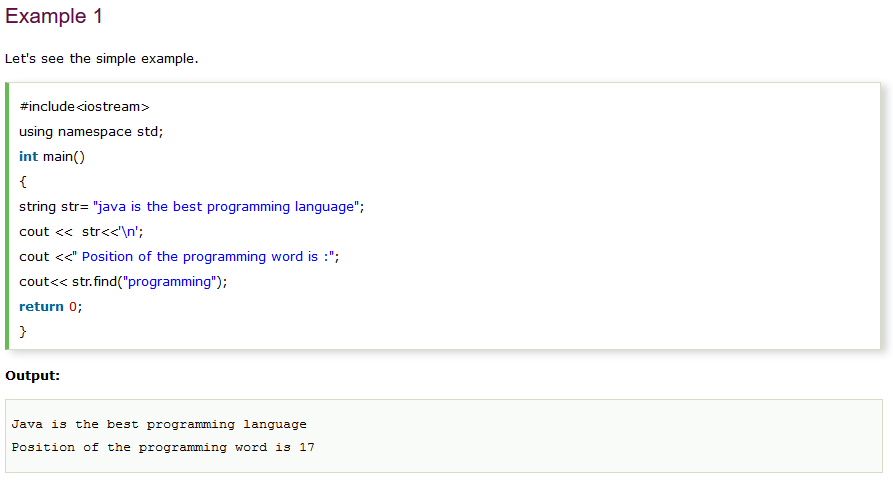 Example 1
Let's see the simple example.
#include<iostream>
using namespace std;
int main()
{
string str= "java is the best programming language";
cout <<  str<<'\n';
cout <<" Position of the programming word is :";
cout<< str.find("programming");
return 0;
}
Output:
Java is the best programming language
Position of the programming word is 17